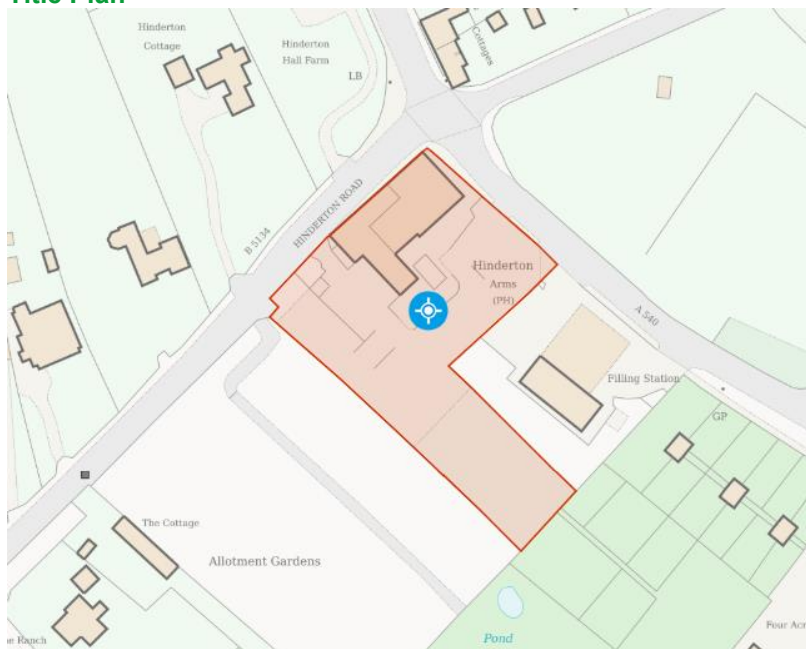 Title Plan
Hinderton
Cottage
Hinderton
Hall Farm
LB
Cottages
HINDERTON ROAD
B 5134
Hinderton
Arms
(PH)
A 540
Filling Station
GP
The Cottage
Allotment Gardens
Pond
Four Acr
ne Ranch